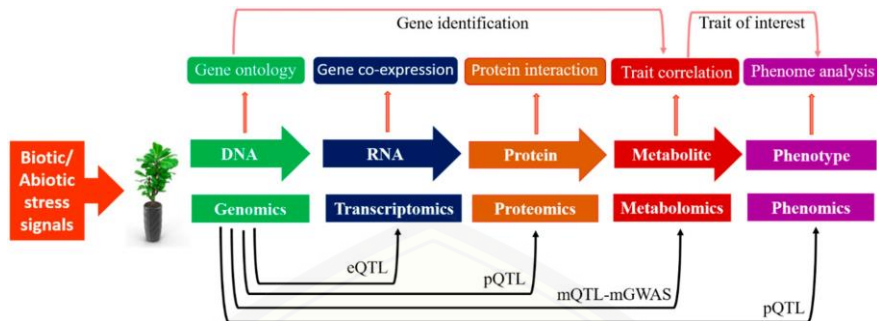 Gene identification
Trait of interest
Gene ontology
Gene co-expression
Protein interaction
Trait correlation
Phenome analysis
Biotic/
Abiotic
stress
signals
DNA
RNA
Protein
Metabolite
Phenotype
Genomics
Transcriptomics
Proteomics
Metabolomics
Phenomics
eQTL
pQTL
mQTL-mGWAS
pQTL